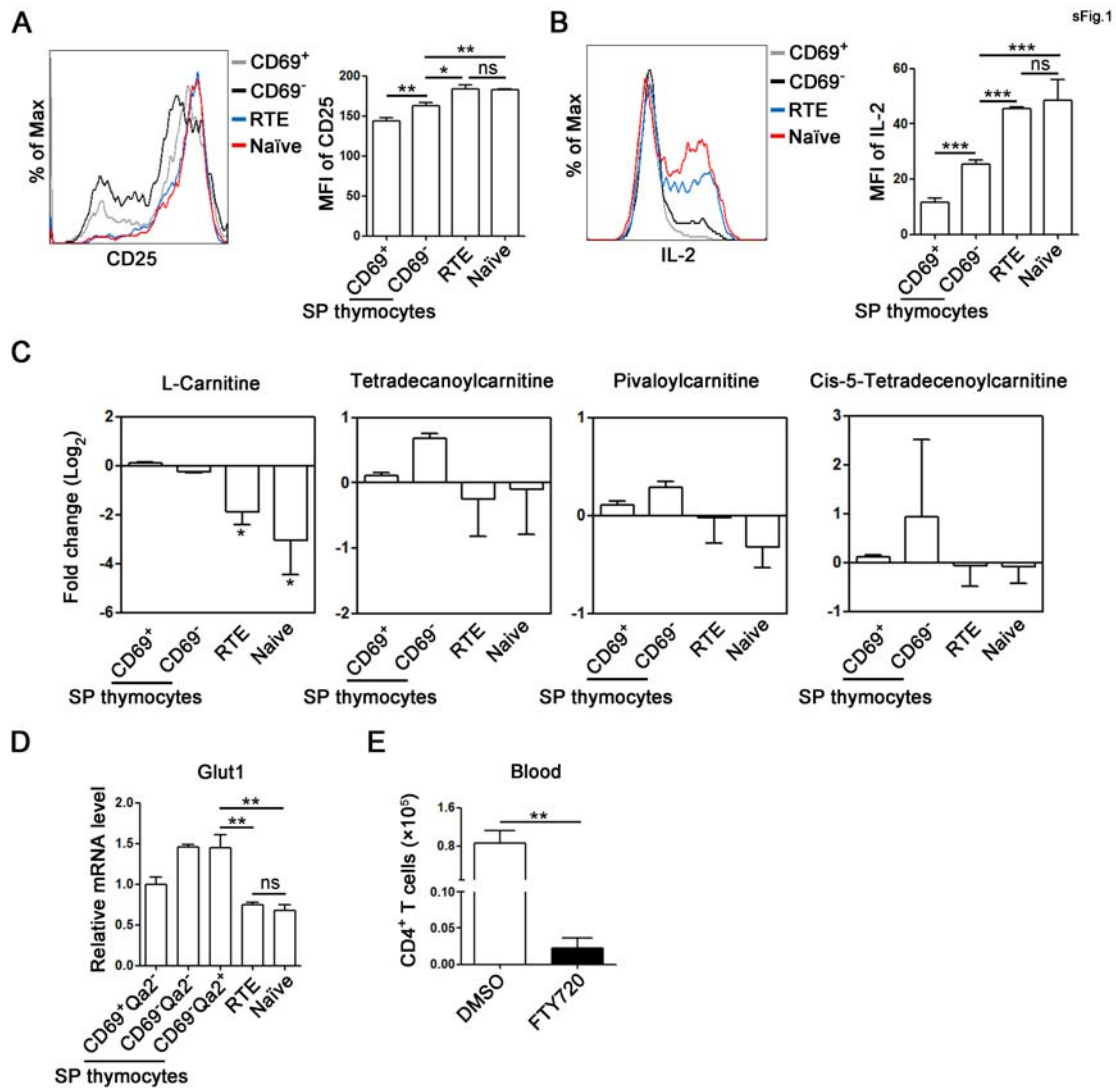 sFig.1
A
% of Max
CD25
CD69+
CD69-
RTE
Naïve
MFI of CD25
200
150
100
50
0
**
*
**
ns
CD69+
CD69-
RTE
Naïve
SP thymocytes
B
% of Max
IL-2
CD69+
CD69-
RTE
Naïve
MFI of IL-2
60
40
20
0
***
***
***
ns
CD69+
CD69-
RTE
Naïve
SP thymocytes
C
Fold change (Log2)
L-Carnitine
2
0
-2
-4
-6
*
*
CD69+
CD69-
RTE
Naïve
SP thymocytes
Tetradecanoylcarnitine
1
0
-1
-2
CD69+
CD69-
RTE
Naïve
SP thymocytes
Pivaloylcarnitine
1
0
-1
CD69+
CD69-
RTE
Naïve
SP thymocytes
Cis-5-Tetradecenoylcarnitine
3
2
1
0
-1
CD69+
CD69-
RTE
Naïve
SP thymocytes
D
Glut1
Relative mRNA level
2.0
1.5
1.0
0.5
0.0
**
**
ns
CD69+Qa2-
CD69-Qa2-
CD69-Qa2+
RTE
Naïve
SP thymocytes
E
Blood
CD4+ T cells (×10⁵)
1.6
0.8
0.10
0.05
0.00
**
DMSO
FTY720